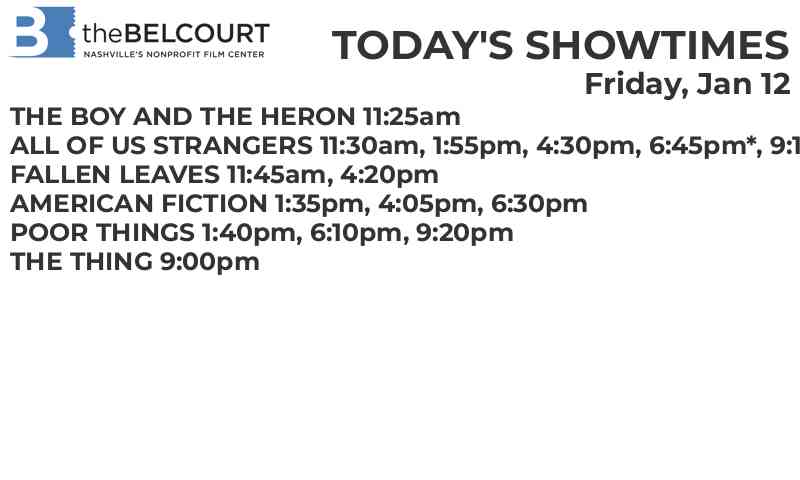 B theBELCOURT
NASHVILLE'S NONPROFIT FILM CENTER
TODAY'S SHOWTIMES
Friday, Jan 12
THE BOY AND THE HERON 11:25am
ALL OF US STRANGERS 11:30am, 1:55pm, 4:30pm, 6:45pm*, 9:1
FALLEN LEAVES 11:45am, 4:20pm
AMERICAN FICTION 1:35pm, 4:05pm, 6:30pm
POOR THINGS 1:40pm, 6:10pm, 9:20pm
THE THING 9:00pm